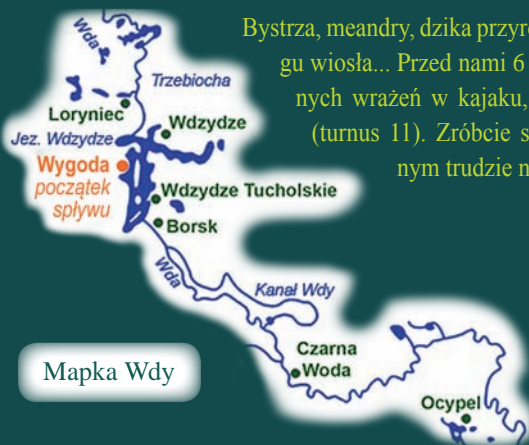 Bystrza, meandry, dzika
gu wiosła... Przed nami 6
nych wrażeń w kajaku,
(turnus 11). Zróbcie
nym trudzie
Wda
Trzebiocha
Loryniec
Wdzydze
Jez. Wdzydze
Wygoda
początek
spływu
Wdzydze Tucholskie
Borsk
Wda
Kanał Wdy
Czarna
Woda
Mapka Wdy
Ocypel